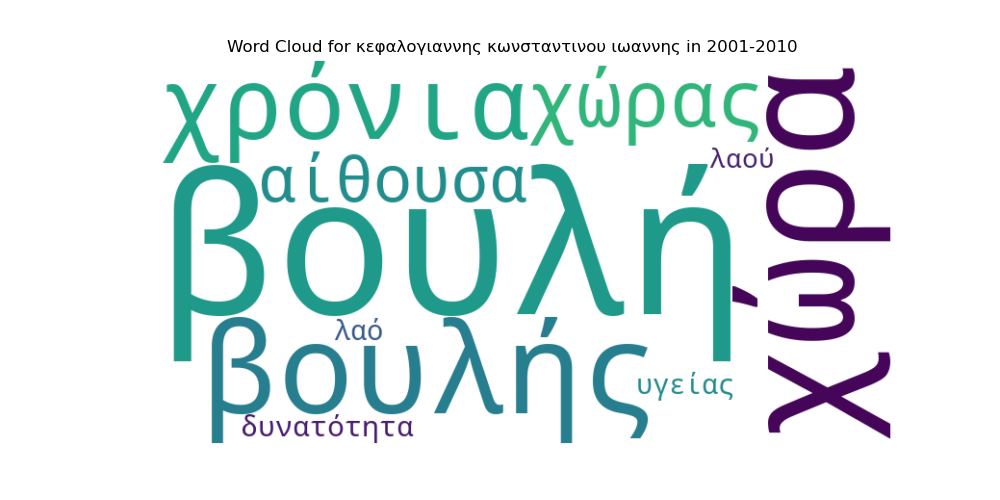 Word Cloud for κεφαλογιαννης κωνσταντινου ιωαννης in 2001-2010
χρόνια
χώρας
χώρα
λαού
αίθουσα
βουλή
λαό
βουλής
υγείας
δυνατότητα